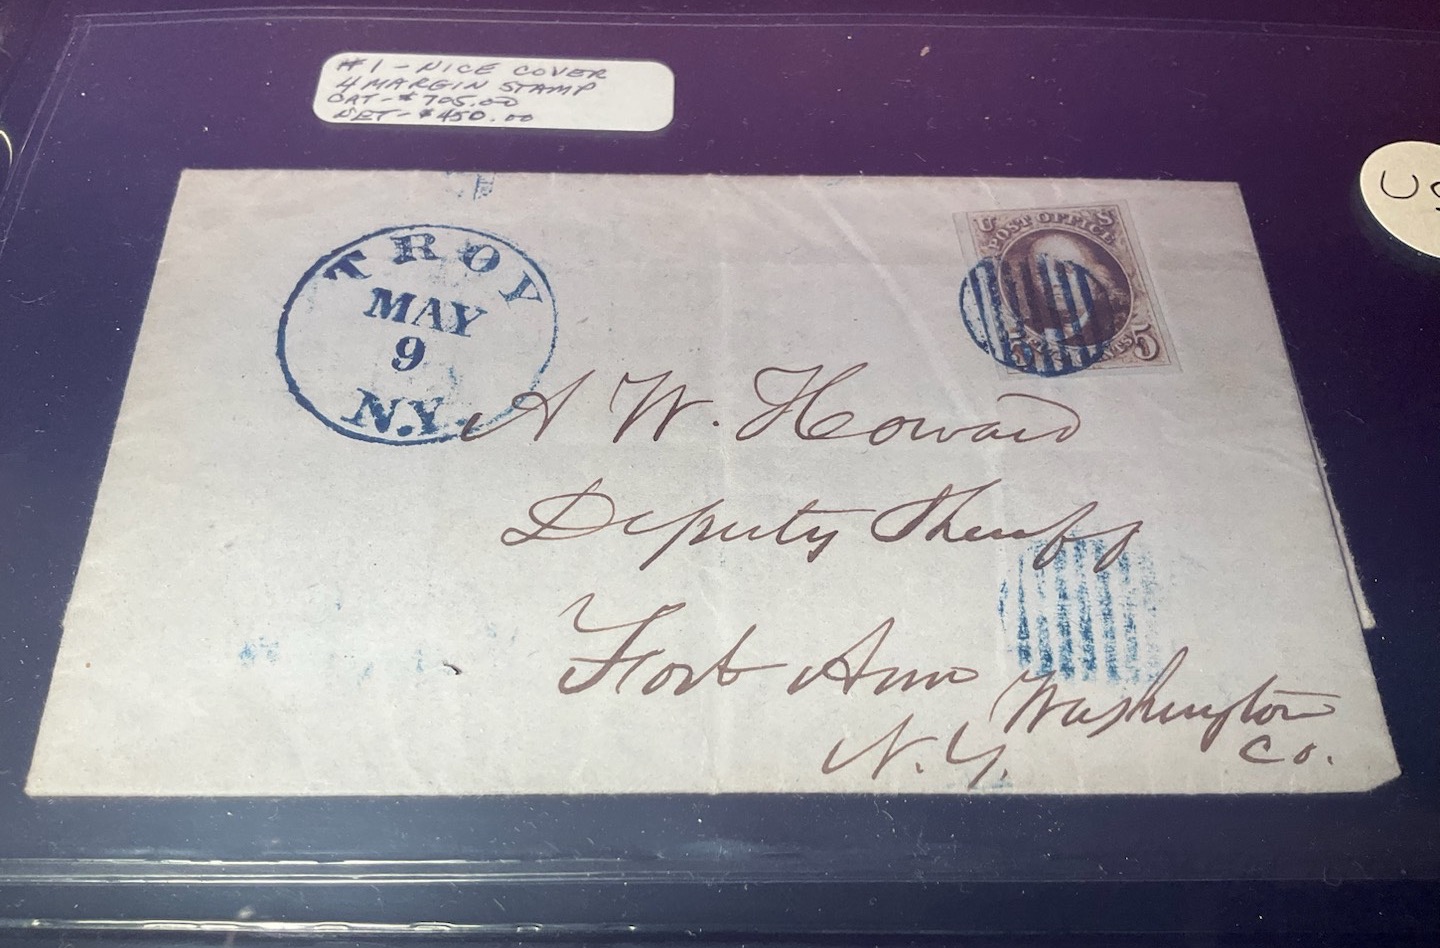 #1 - NICE COVER
4 MARGIN STAMP
CAT - $705.00
NET - $450.00
TROY
MAY
9
N.Y.
U S
POST OFFICE
5
A W. Howard
Deputy Sheriff
Fort Ann Washington
N.Y. Co.